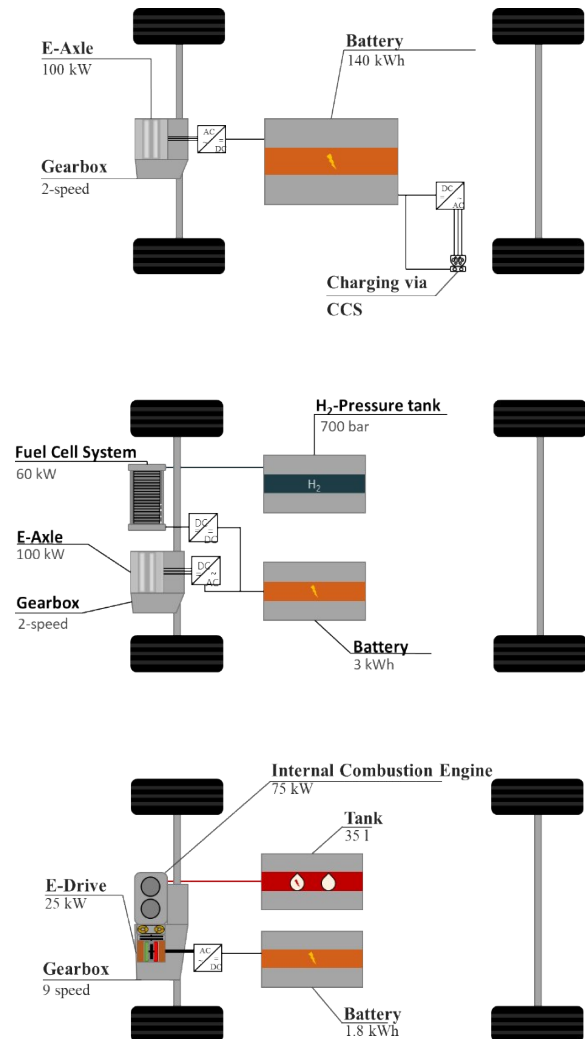 E-Axle
100 kW
Battery
140 kWh
AC
DC
Gearbox
2-speed
DC
AC
Charging via
CCS
H₂-Pressure tank
700 bar
Fuel Cell System
60 kW
H₂
DC
DC
E-Axle
100 kW
DC
AC
Gearbox
2-speed
Battery
3 kWh
Internal Combustion Engine
75 kW
Tank
35 l
E-Drive
25 kW
AC
DC
Gearbox
9 speed
Battery
1.8 kWh